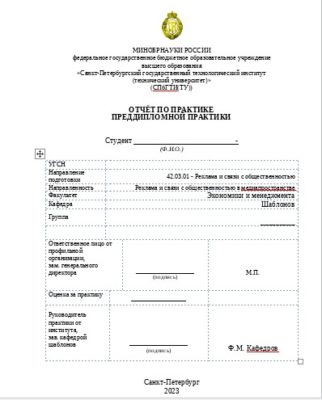 МИНОБРНАУКИ РОССИИ
федеральное государственное бюджетное образовательное учреждение
высшего образования
«Санкт-Петербургский государственный технологический институт
(технический университет)»
(СПбГТИ(ТУ))
ОТЧЁТ ПО ПРАКТИКЕ
ПРЕДДИПЛОМНОЙ ПРАКТИКИ
Студент -
(Ф.И.О.)
УГСН
Направление
подготовки
42.03.01 - Реклама и связи с общественностью
Направленность
Реклама и связи с общественностью в медиапространстве
Факультет
Экономики и менеджмента
Кафедра
Шаблонов
Группа
Ответственное лицо от
профильной
организации,
зам. генерального
директора
(подпись)
М.П.
Оценка за практику
Руководитель
практики от
института,
зав. кафедрой
шаблонов
(подпись)
Ф.М. Кафедров
Санкт-Петербург
2023